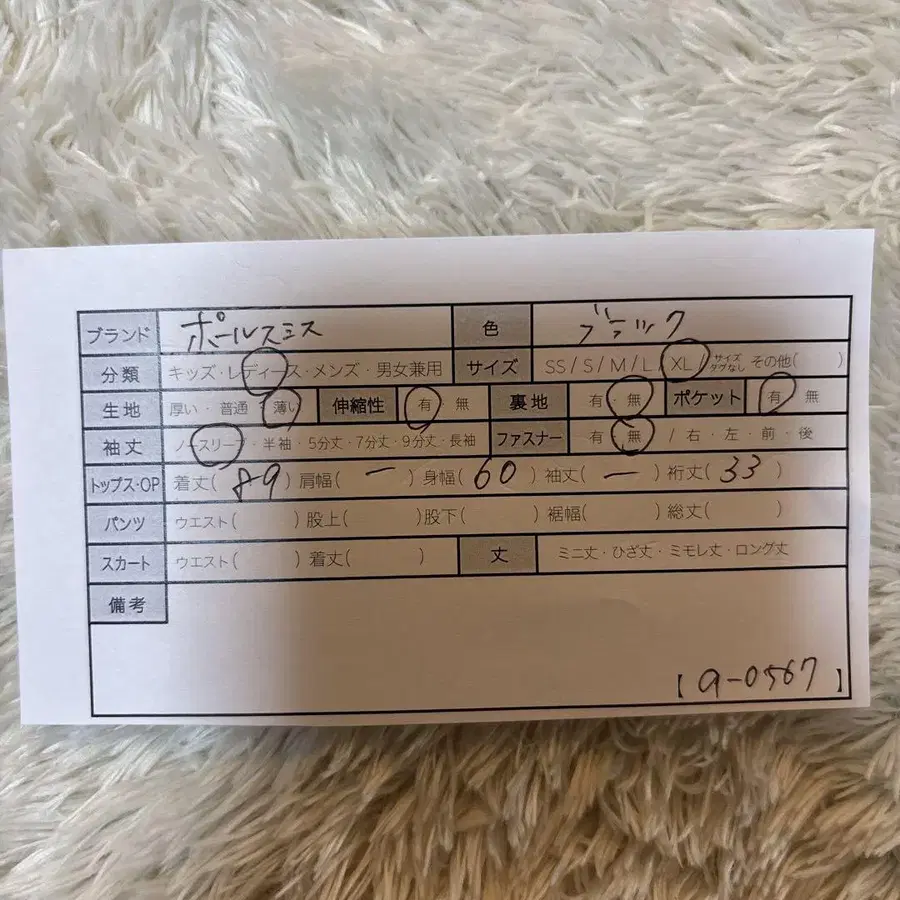 ブランド ポールスミス 色 ブラック
分類 キッズ・レディース・メンズ・男女兼用 サイズ SS / S / M / L / XL / サイズタグなし その他( )
生地 厚い・普通・薄い 伸縮性 有・無 裏地 有・無 ポケット 有・無
袖丈 ノースリーブ・半袖・5分丈・7分丈・9分丈・長袖 ファスナー 有・無 / 右・左・前・後
トップス・OP 着丈( 89 ) 肩幅( ー ) 身幅( 60 ) 袖丈( ー ) 裄丈( 33 )
パンツ ウエスト( ) 股上( ) 股下( ) 裾幅( ) 総丈( )
スカート ウエスト( ) 着丈( ) 丈 ミニ丈・ひざ丈・ミモレ丈・ロング丈
備考
【 a-0567 】